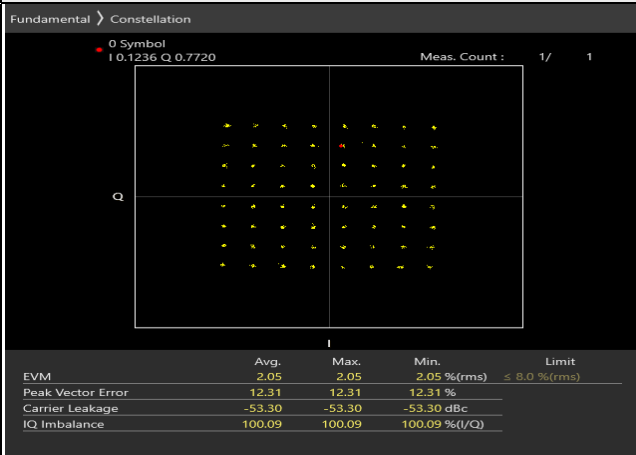 Fundamental 〉 Constellation
0 Symbol
I 0.1236 Q 0.7720 Meas. Count : 1/ 1
Q
I
Avg. Max. Min. Limit
EVM 2.05 2.05 2.05 %(rms) ≤ 8.0 %(rms)
Peak Vector Error 12.31 12.31 12.31 %
Carrier Leakage -53.30 -53.30 -53.30 dBc
IQ Imbalance 100.09 100.09 100.09 %(I/Q)